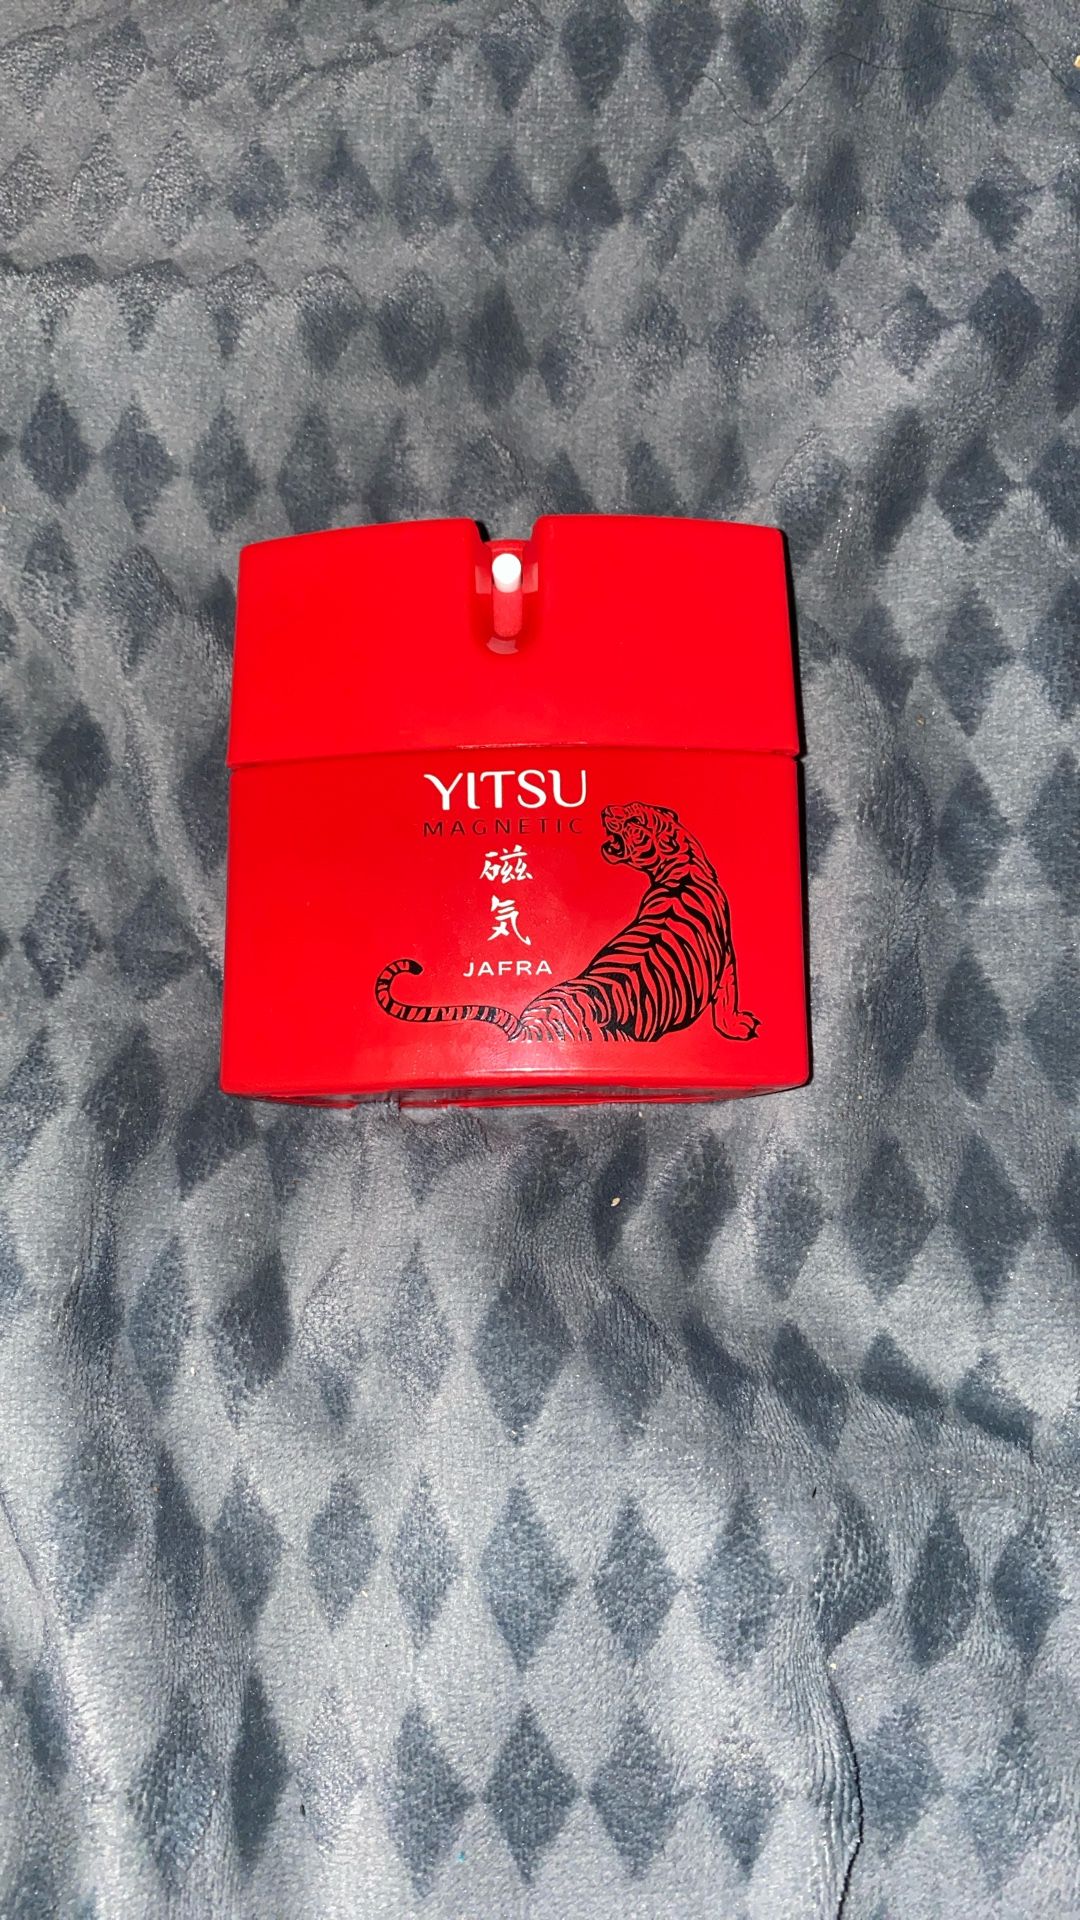 YITSU
MAGNETIC
磁
気
JAFRA